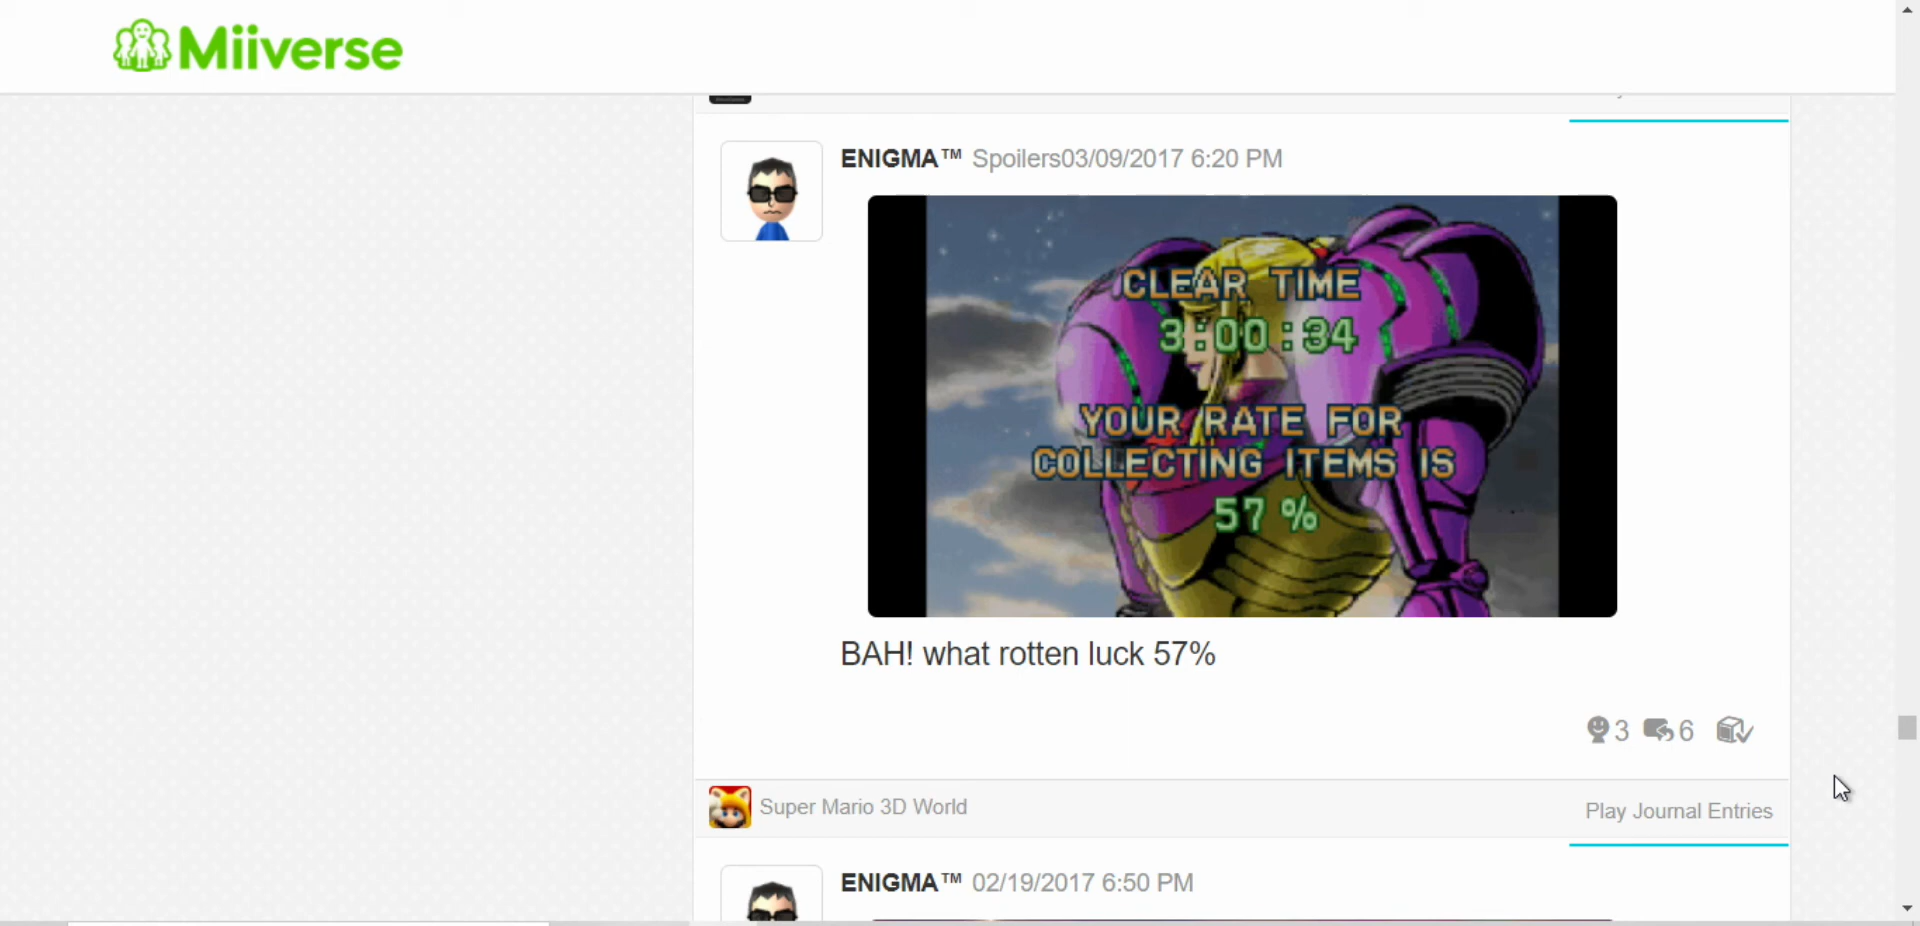 Miiverse
ENIGMA™ Spoilers03/09/2017 6:20 PM
CLEAR TIME
3:00:34
YOUR RATE FOR
COLLECTING ITEMS IS
57 %
BAH! what rotten luck 57%
3 6
Super Mario 3D World
Play Journal Entries
ENIGMA™ 02/19/2017 6:50 PM